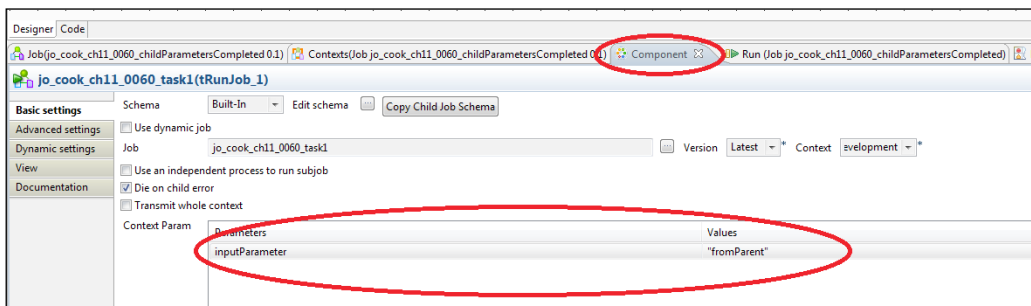 Designer Code
Job(jo_cook_ch11_0060_childParametersCompleted 0.1) Contexts(Job jo_cook_ch11_0060_childParametersCompleted 0.1) Component Run (Job jo_cook_ch11_0060_childParametersCompleted)
jo_cook_ch11_0060_task1(tRunJob_1)
Basic settings Schema Built-In Edit schema ... Copy Child Job Schema
Advanced settings Use dynamic job
Dynamic settings Job jo_cook_ch11_0060_task1 ... Version Latest * Context evelopment *
View Use an independent process to run subjob
Documentation Die on child error
Transmit whole context
Context Param Parameters Values
inputParameter "fromParent"